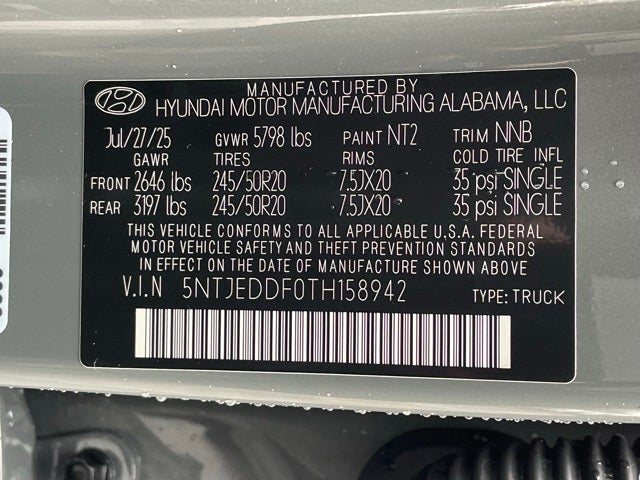 MANUFACTURED BY
HYUNDAI MOTOR MANUFACTURING ALABAMA, LLC
Jul/27/25 GVWR 5798 lbs PAINT NT2 TRIM NNB
GAWR TIRES RIMS COLD TIRE INFL
FRONT 2646 lbs 245/50R20 7.5JX20 35 psi SINGLE
REAR 3197 lbs 245/50R20 7.5JX20 35 psi SINGLE
THIS VEHICLE CONFORMS TO ALL APPLICABLE U.S.A. FEDERAL
MOTOR VEHICLE SAFETY AND THEFT PREVENTION STANDARDS
IN EFFECT ON THE DATE OF MANUFACTURE SHOWN ABOVE.
V.I.N 5NTJEDDF0TH158942 TYPE: TRUCK